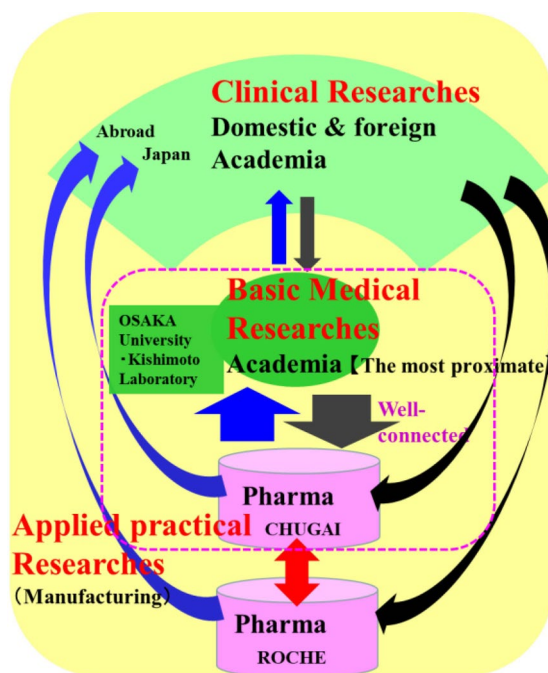 Clinical Researches
Domestic & foreign
Academia
Abroad
Japan
Basic Medical
Researches
Academia【The most proximate】
OSAKA
University
・Kishimoto
Laboratory
Well-
connected
Pharma
CHUGAI
Applied practical
Researches
（Manufacturing）
Pharma
ROCHE